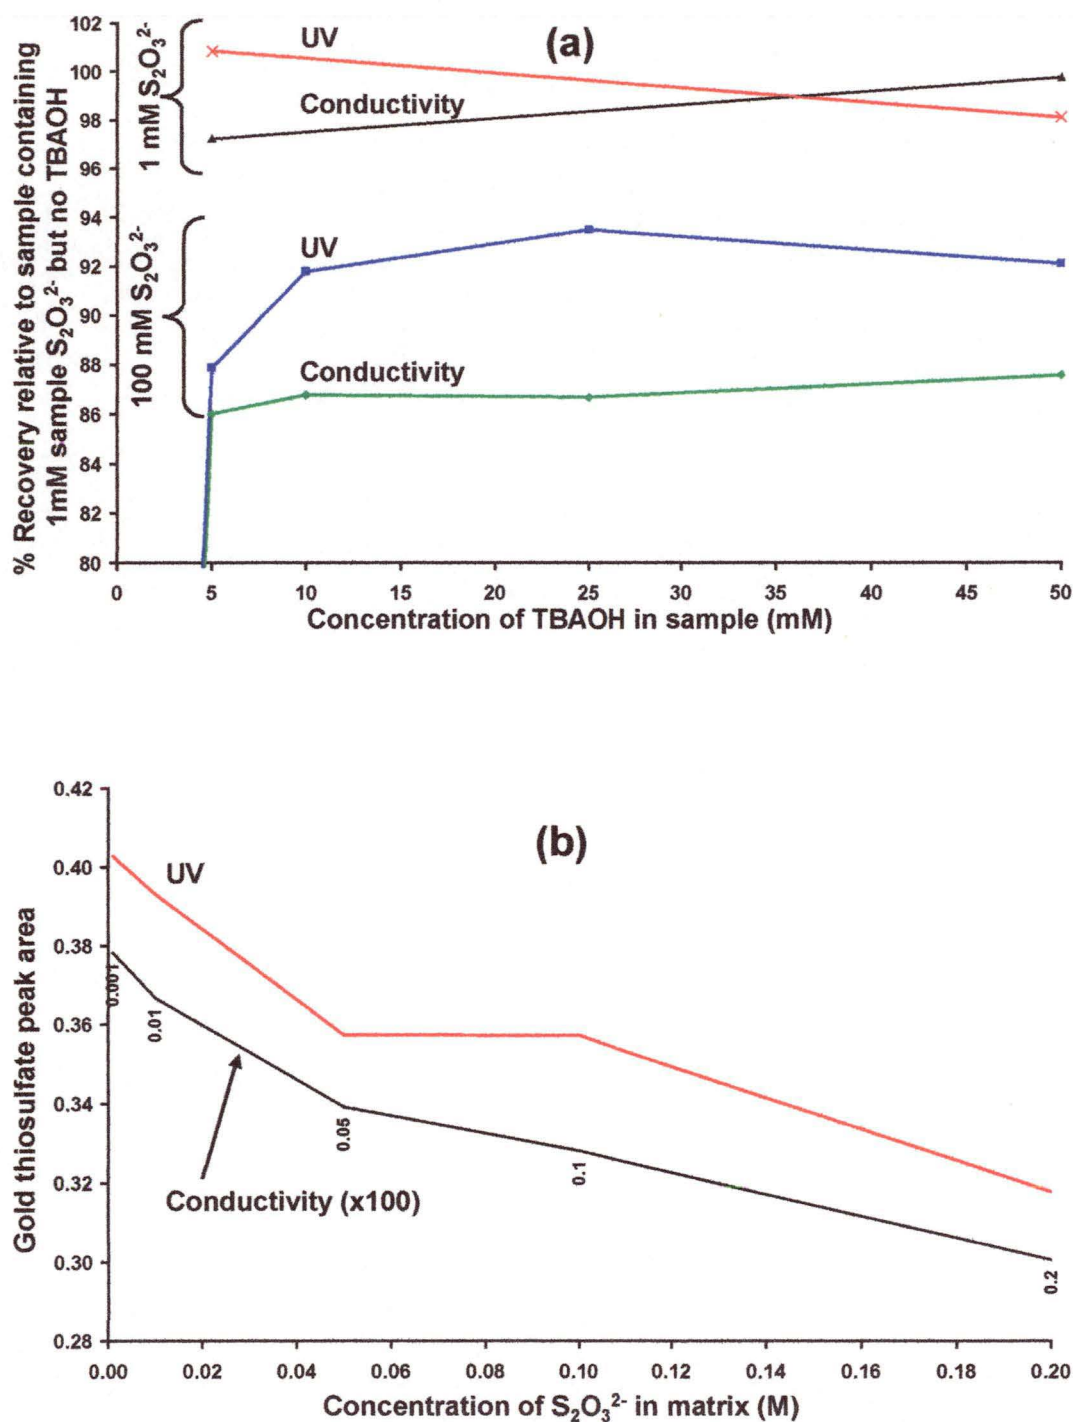 (a)
% Recovery relative to sample containing
1mM sample S₂O₃²⁻ but no TBAOH
102
100
98
96
94
92
90
88
86
84
82
80
1 mM S₂O₃²⁻
100 mM S₂O₃²⁻
UV
Conductivity
UV
Conductivity
0 5 10 15 20 25 30 35 40 45 50
Concentration of TBAOH in sample (mM)
(b)
Gold thiosulfate peak area
0.42
0.40
0.38
0.36
0.34
0.32
0.30
0.28
UV
0.001
0.01
0.05
0.1
0.2
Conductivity (x100)
0.00 0.02 0.04 0.06 0.08 0.10 0.12 0.14 0.16 0.18 0.20
Concentration of S₂O₃²⁻ in matrix (M)